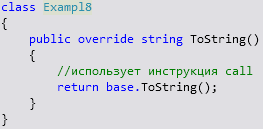 class Exampl8
{
    public override string ToString()
    {
        //использует инструкция call
        return base.ToString();
    }
}